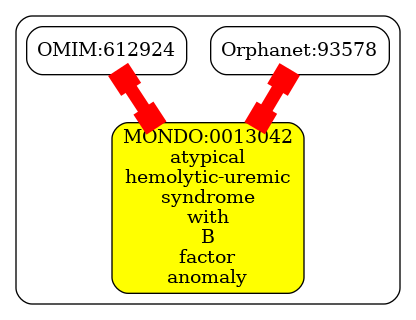 OMIM:612924
Orphanet:93578
MONDO:0013042
atypical
hemolytic-uremic
syndrome
with
B
factor
anomaly